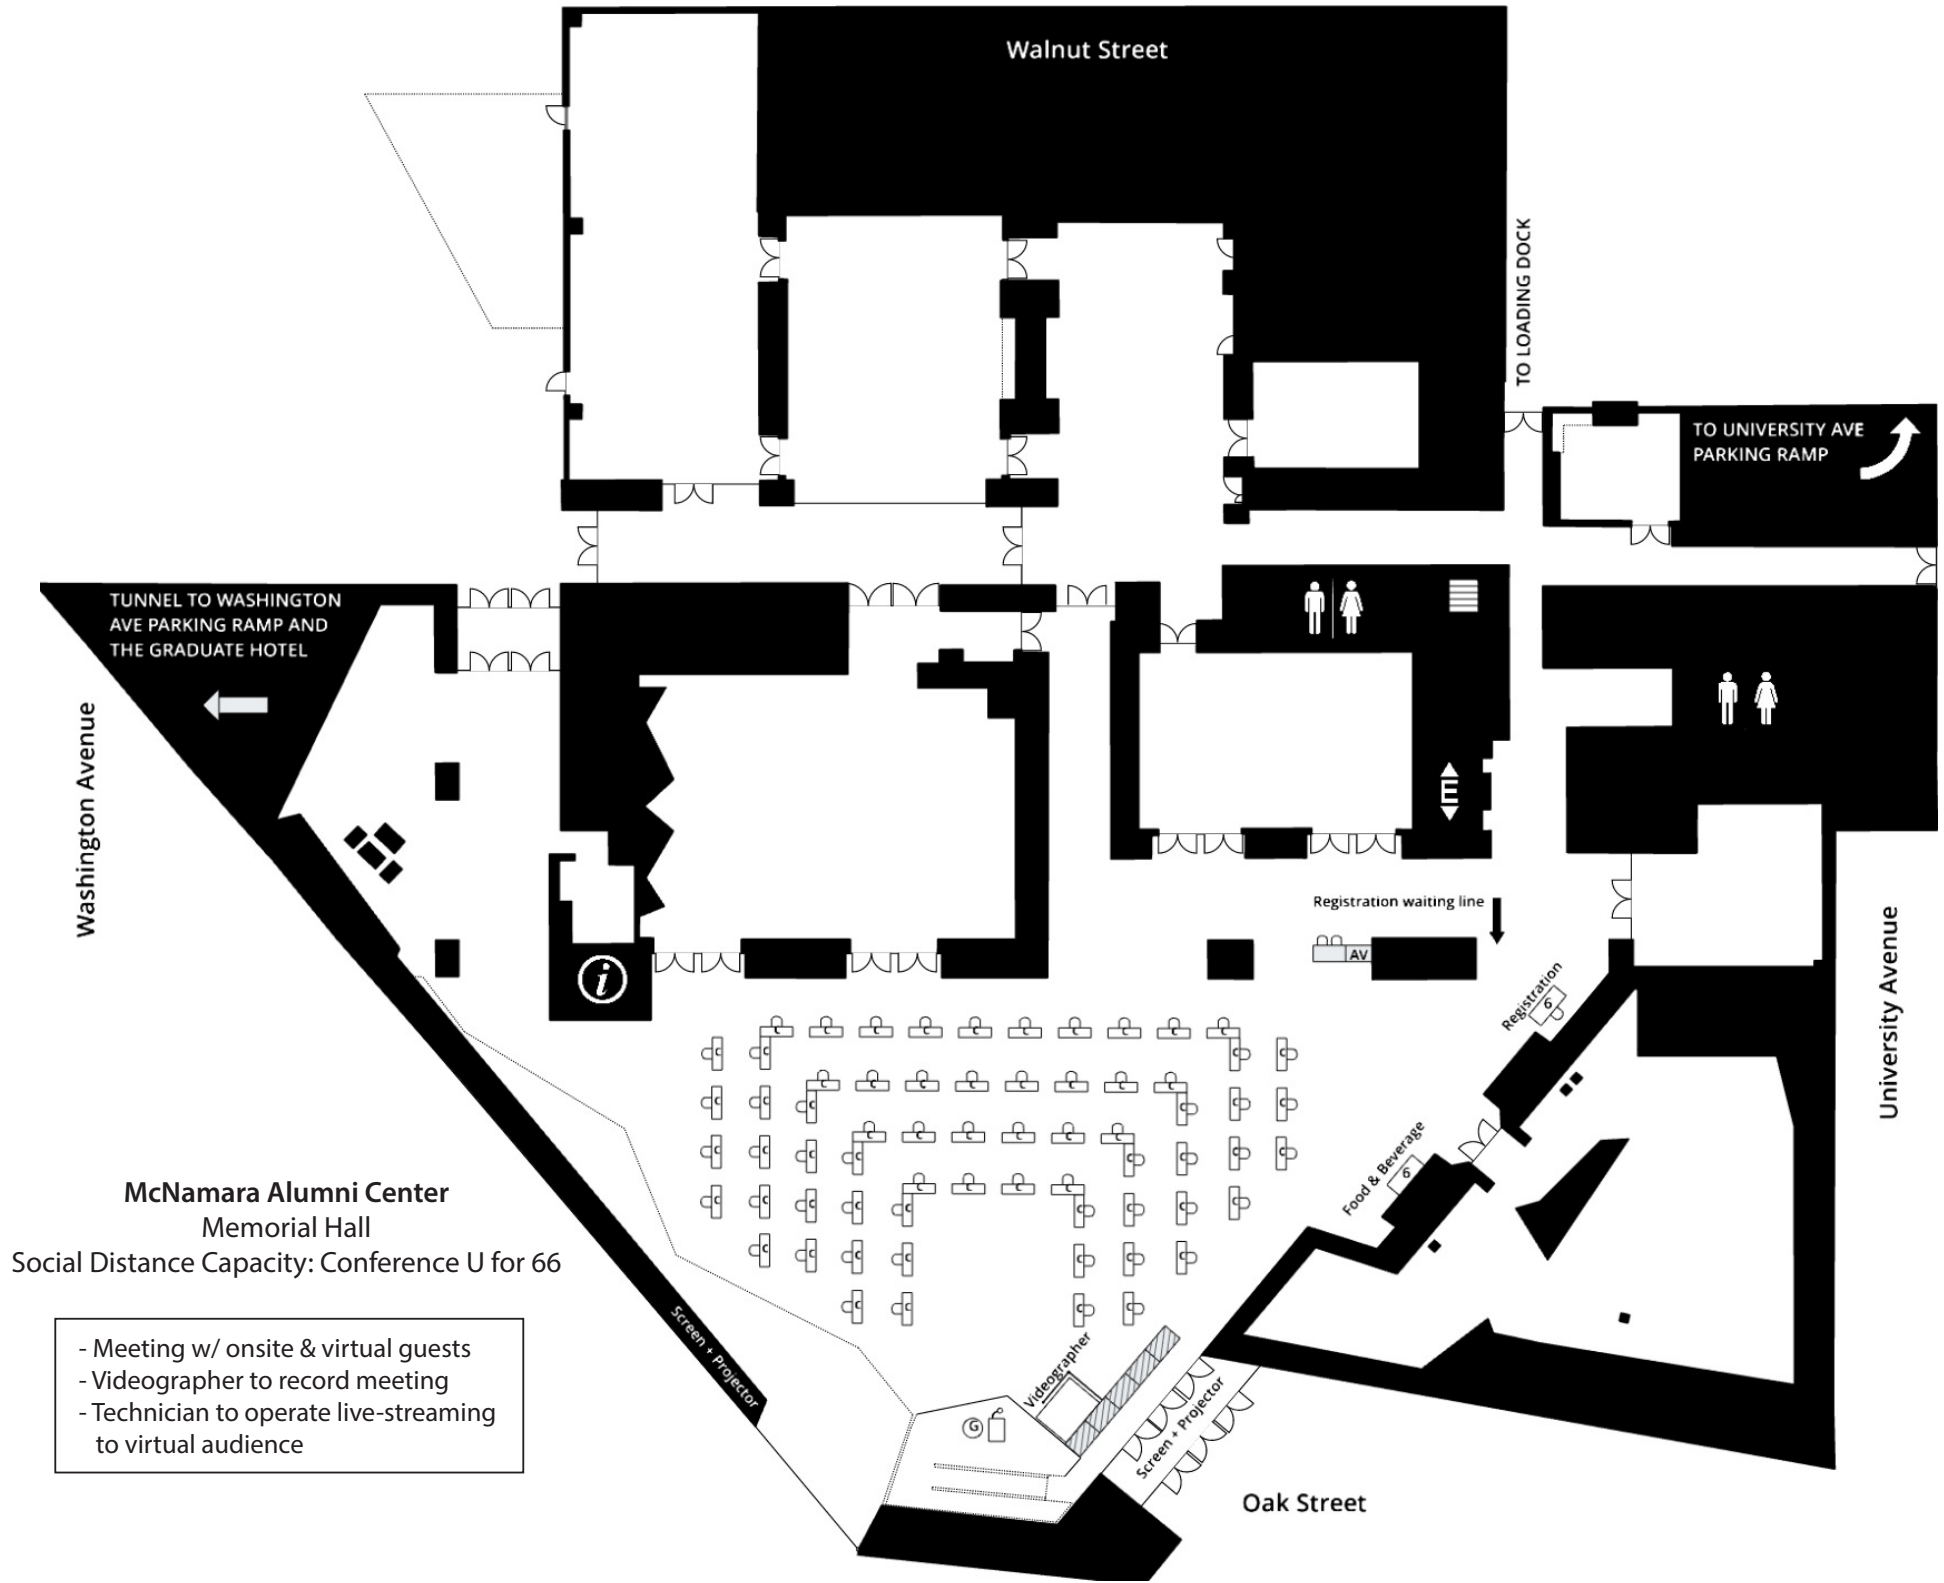 Walnut Street
TO LOADING DOCK
TO UNIVERSITY AVE
PARKING RAMP
TUNNEL TO WASHINGTON
AVE PARKING RAMP AND
THE GRADUATE HOTEL
Washington Avenue
E
i
Registration waiting line
AV
Registration
6
University Avenue
C C C C C C C C C C
C C C C
C C C C C C C C
C C C C C C
C C C C C C
C C C C C C
C C C C
C C C C C C
C C C C C C C
C C C C C C C
C C C C
Food & Beverage
6
McNamara Alumni Center
Memorial Hall
Social Distance Capacity: Conference U for 66
- Meeting w/ onsite & virtual guests
- Videographer to record meeting
- Technician to operate live-streaming
to virtual audience
Screen + Projector
Videographer
G
Screen + Projector
Oak Street